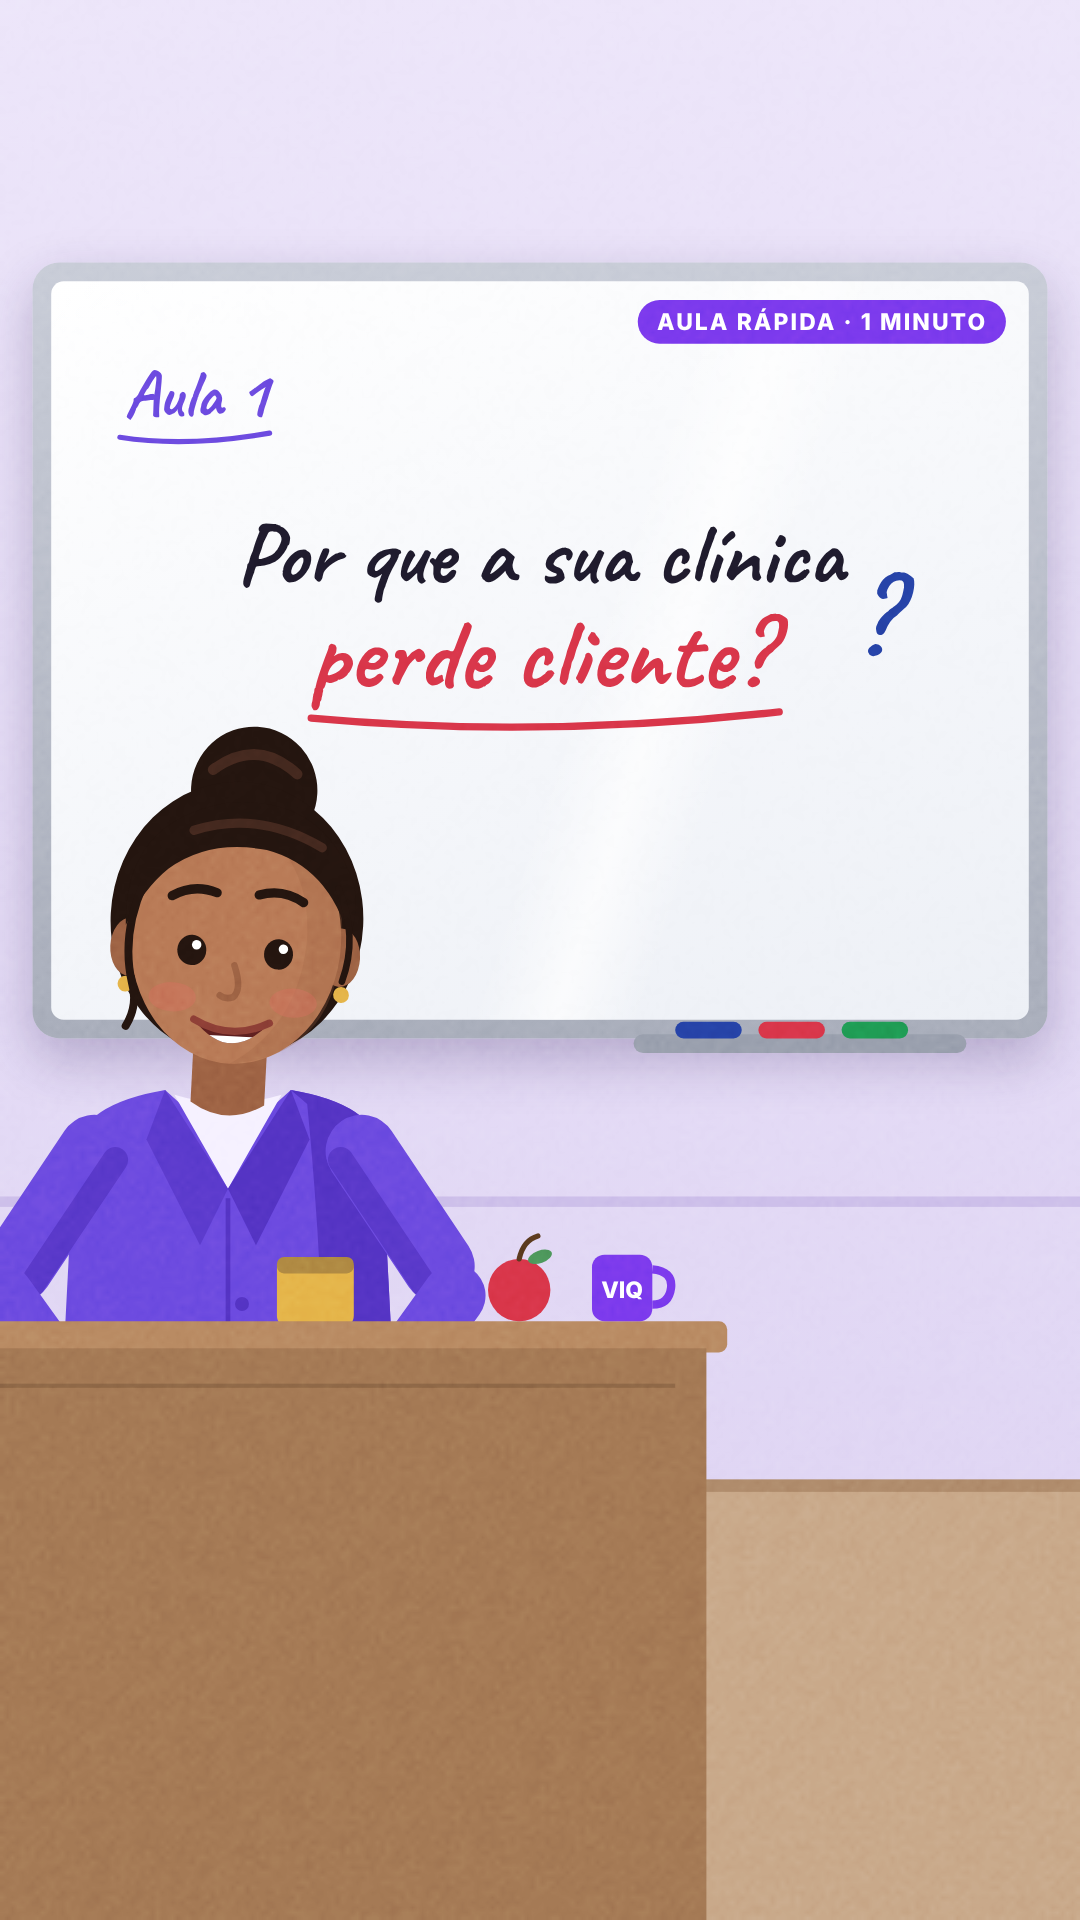 AULA RÁPIDA · 1 MINUTO
Aula 1
Por que a sua clínica
perde cliente?
?
VIQ